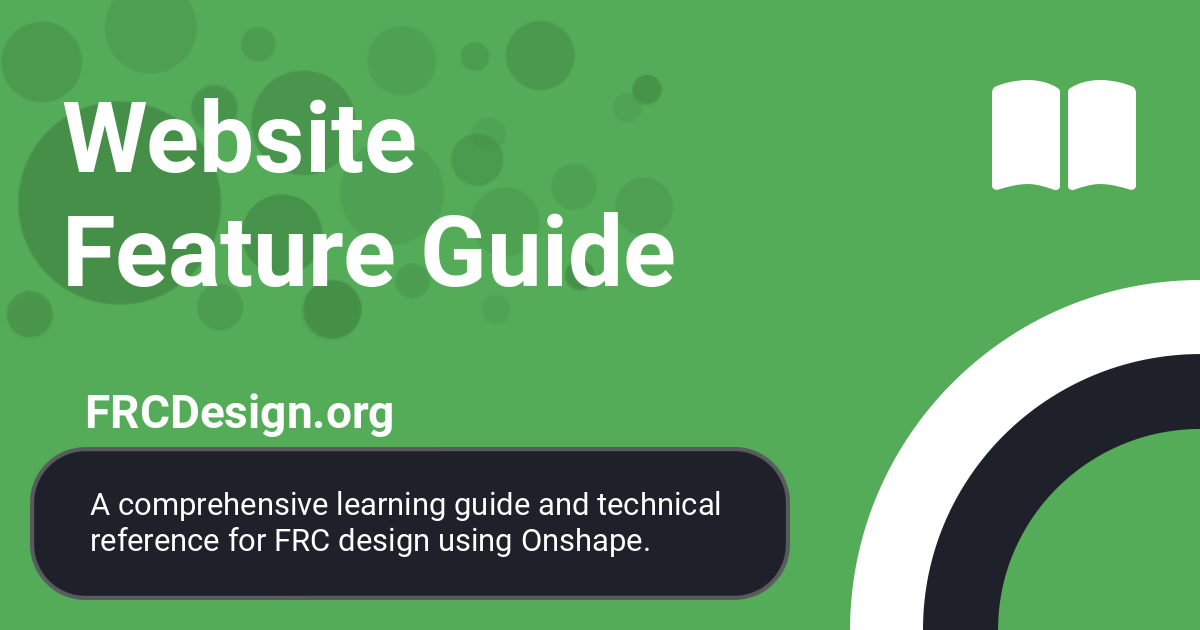 Website
Feature Guide
FRCDesign.org
A comprehensive learning guide and technical
reference for FRC design using Onshape.